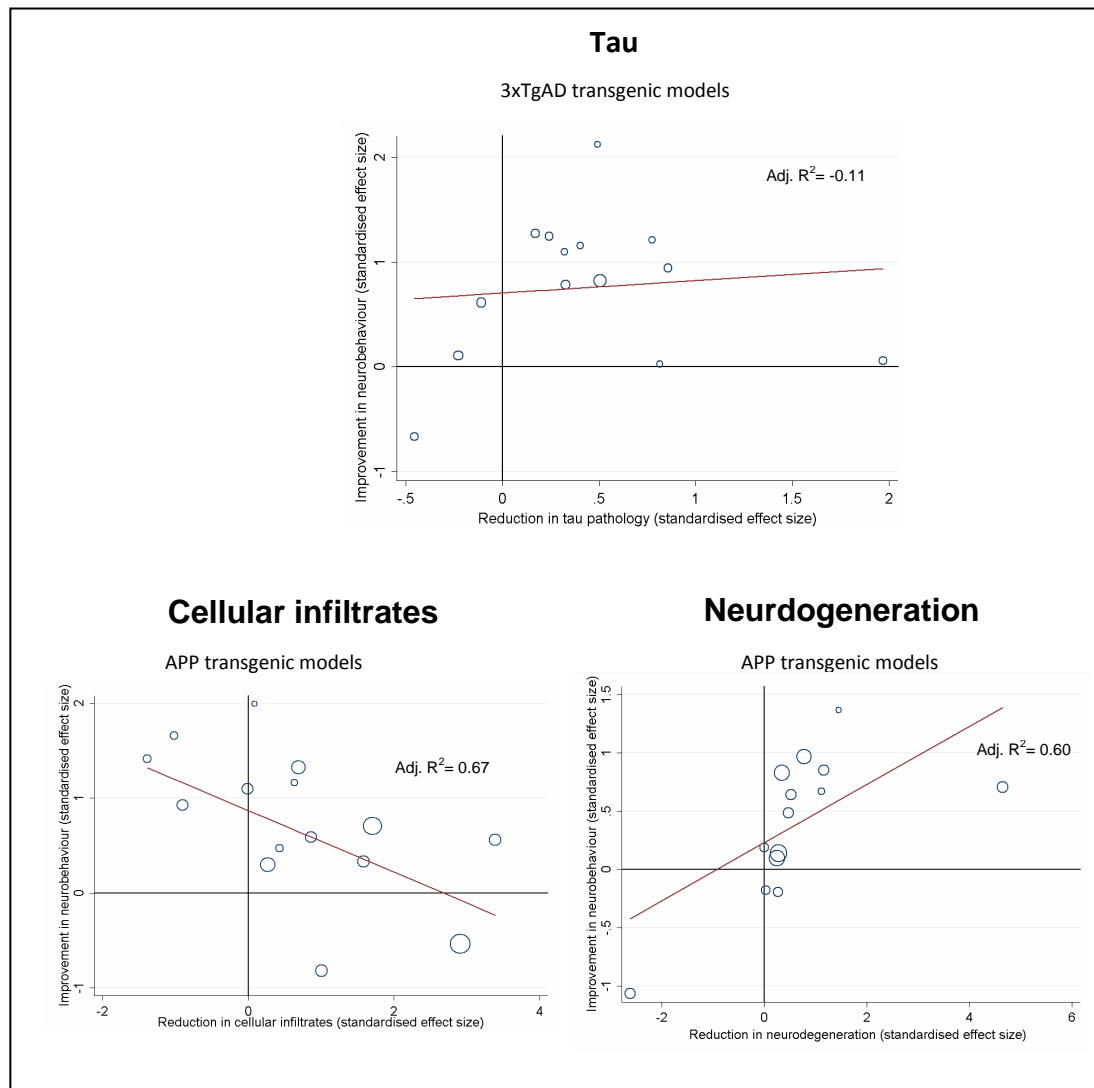 Tau
3xTgAD transgenic models
Improvement in neurobehaviour (standardised effect size)
2
1
0
-1
Adj. R²= -0.11
-.5
0
.5
1
1.5
2
Reduction in tau pathology (standardised effect size)
Cellular infiltrates
APP transgenic models
Improvement in neurobehaviour (standardised effect size)
2
1
0
-1
Adj. R²= 0.67
-2
0
2
4
Reduction in cellular infiltrates (standardised effect size)
Neurdogeneration
APP transgenic models
Improvement in neurobehaviour (standardised effect size)
1.5
1
.5
0
-.5
-1
Adj. R²= 0.60
-2
0
2
4
6
Reduction in neurodegeneration (standardised effect size)